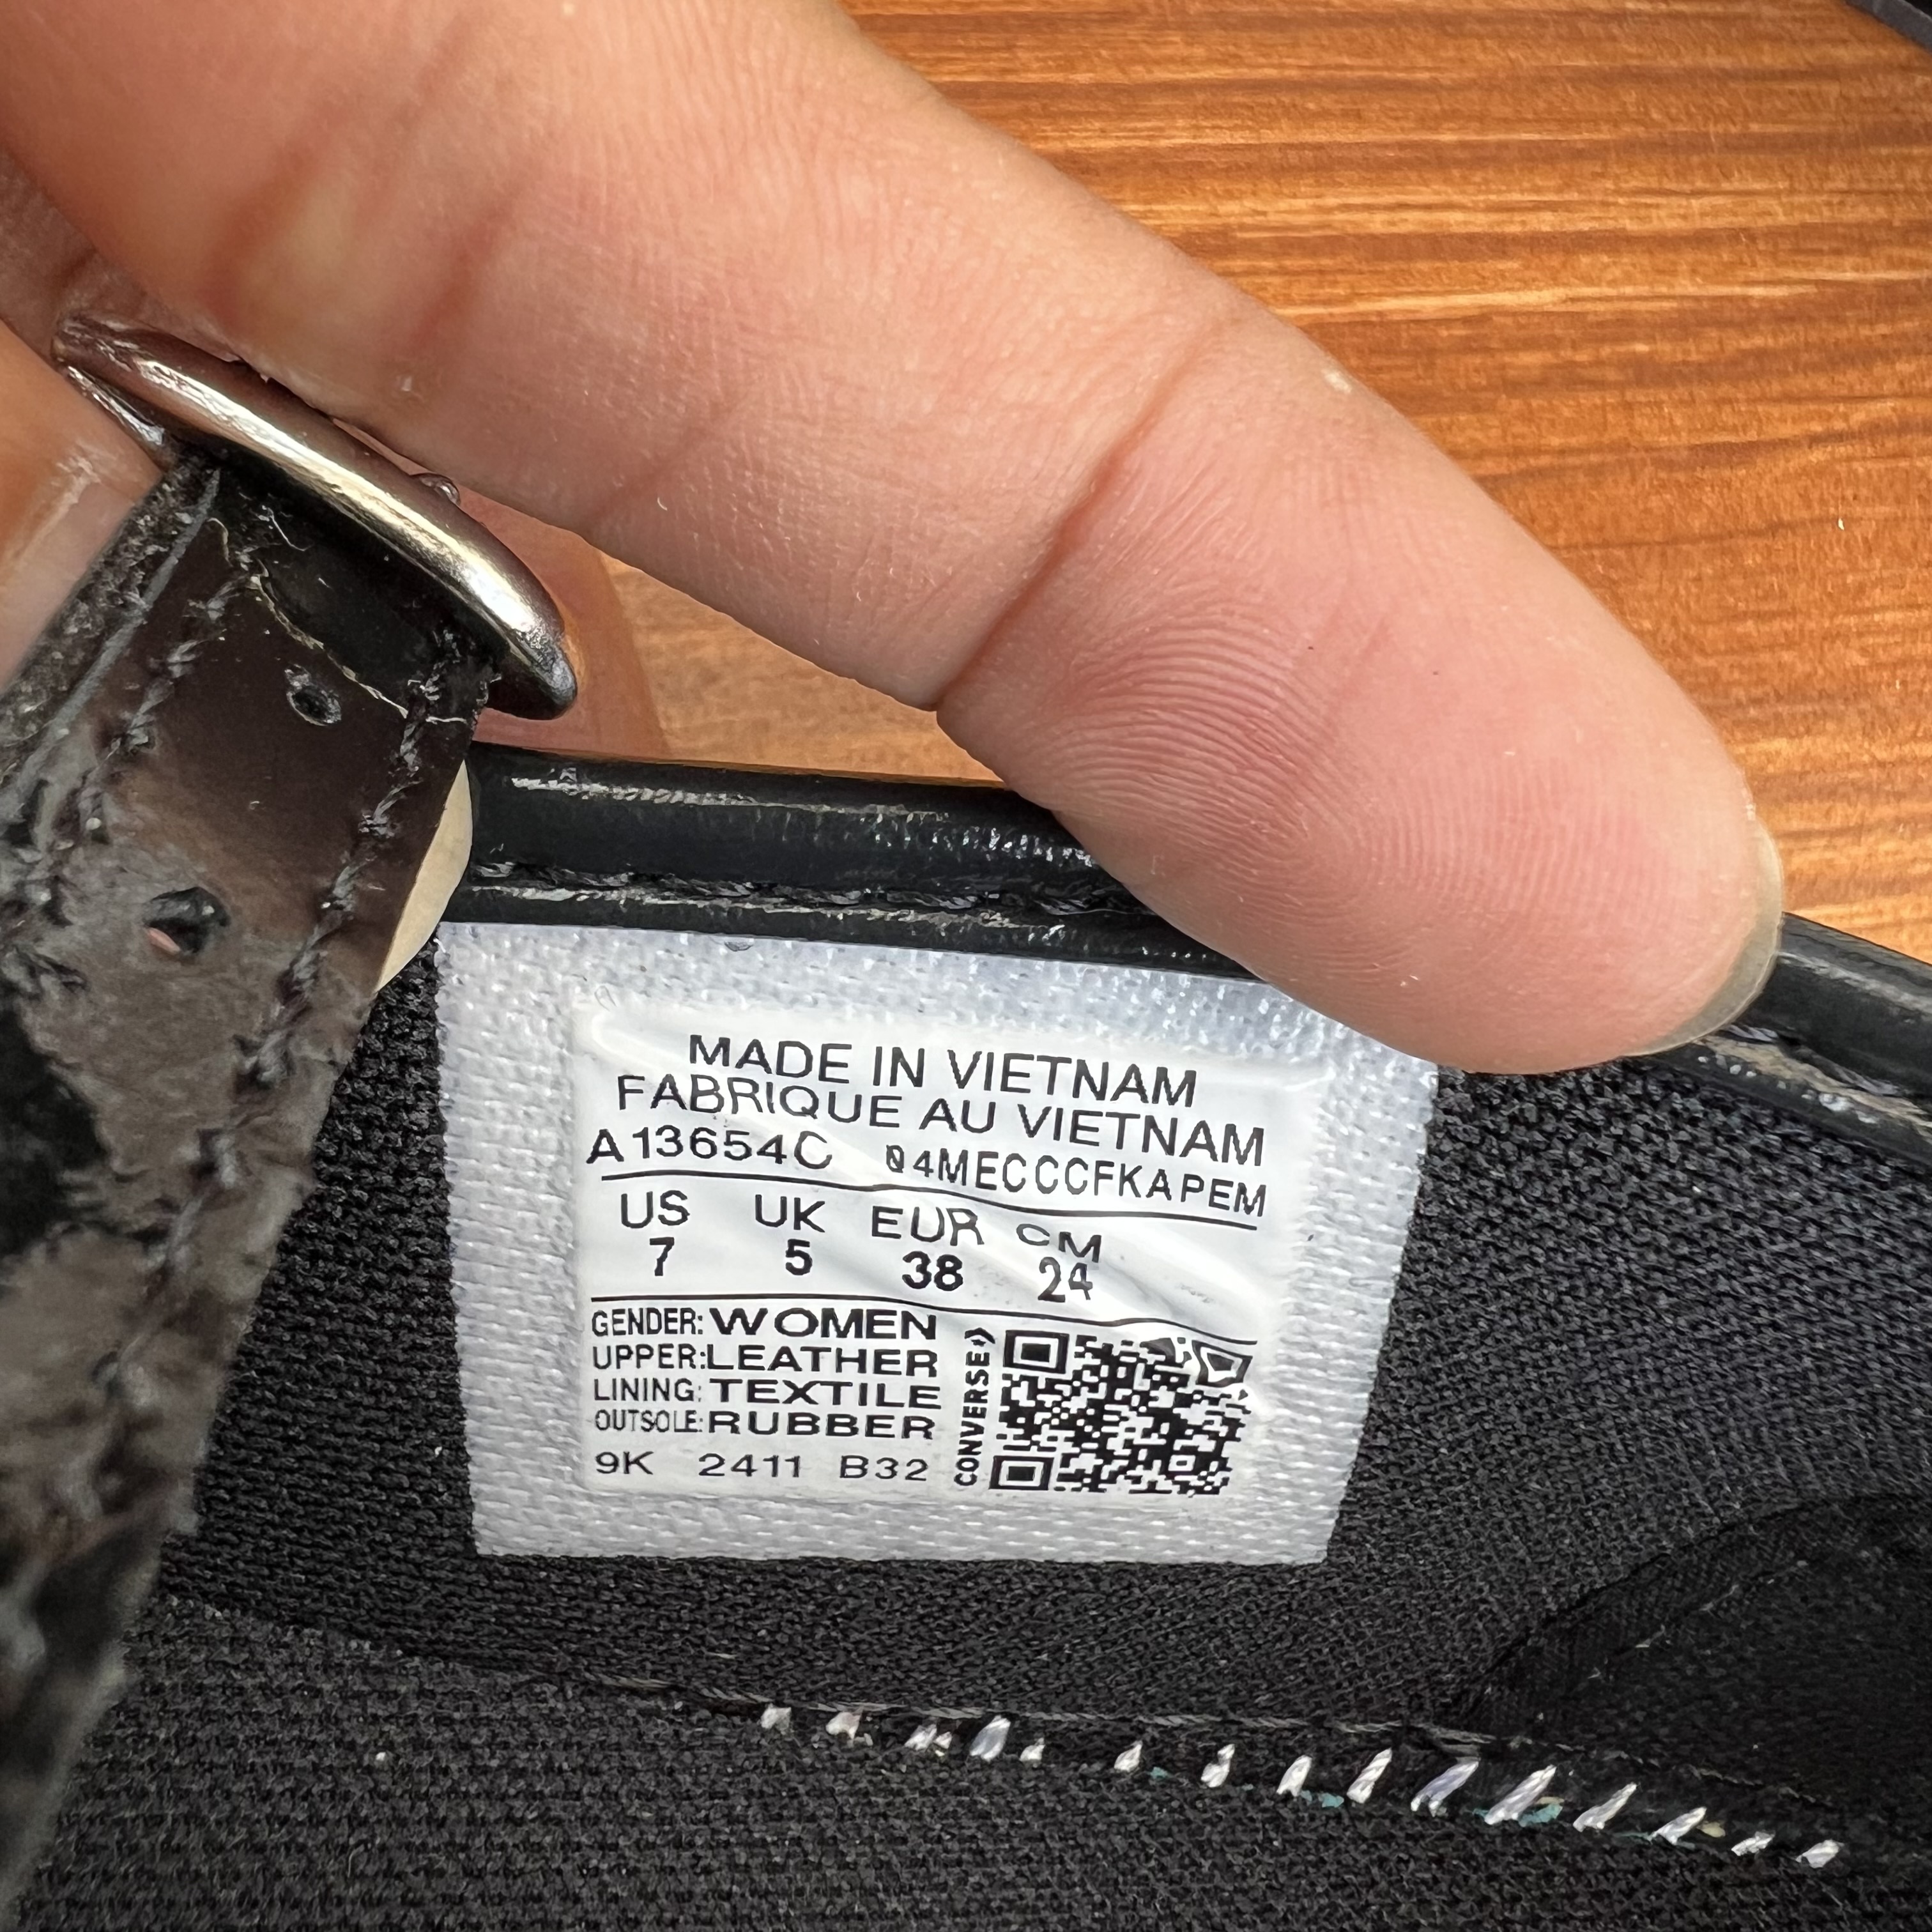 MADE IN VIETNAM
FABRIQUE AU VIETNAM
A13654C 04MECCCFKAPEM
US UK EUR CM
7 5 38 24
GENDER: WOMEN
UPPER: LEATHER
LINING: TEXTILE
OUTSOLE: RUBBER
9K 2411 B32
CONVERSE